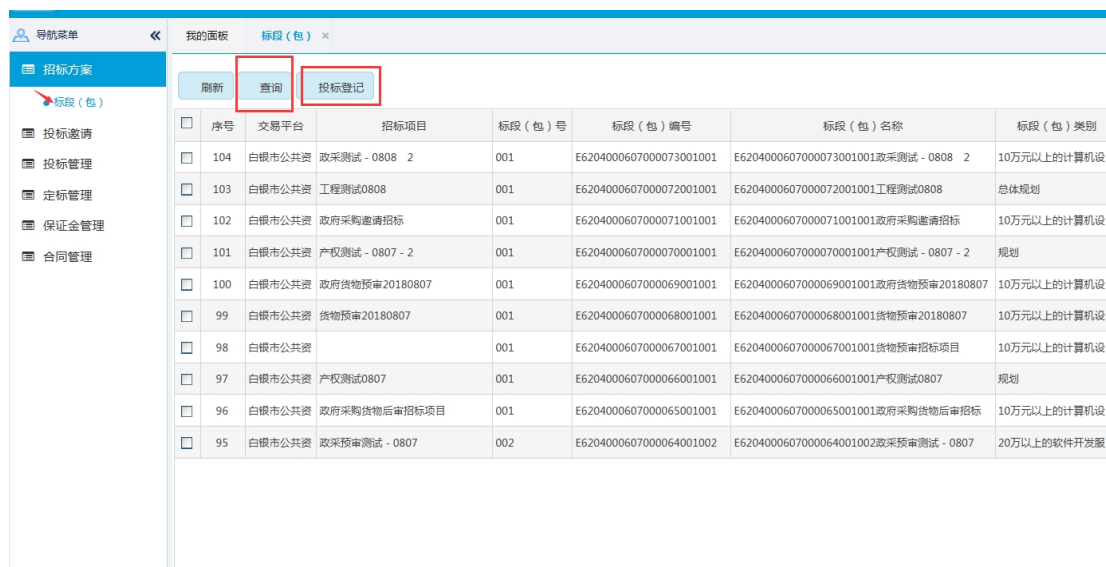 导航菜单
我的面板 标段（包）
招标方案
标段（包）
投标邀请
投标管理
定标管理
保证金管理
合同管理
刷新 查询 投标登记
序号 交易平台 招标项目 标段（包）号 标段（包）编号 标段（包）名称 标段（包）类别
104 白银市公共资 政采测试 - 0808 2 001 E6204000607000073001001 E6204000607000073001001政采测试 - 0808 2 10万元以上的计算机设
103 白银市公共资 工程测试0808 001 E6204000607000072001001 E6204000607000072001001工程测试0808 总体规划
102 白银市公共资 政府采购邀请招标 001 E6204000607000071001001 E6204000607000071001001政府采购邀请招标 10万元以上的计算机设
101 白银市公共资 产权测试 - 0807 - 2 001 E6204000607000070001001 E6204000607000070001001产权测试 - 0807 - 2 规划
100 白银市公共资 政府货物预审20180807 001 E6204000607000069001001 E6204000607000069001001政府货物预审20180807 10万元以上的计算机设
99 白银市公共资 货物预审20180807 001 E6204000607000068001001 E6204000607000068001001货物预审20180807 10万元以上的计算机设
98 白银市公共资 001 E6204000607000067001001 E6204000607000067001001货物预审招标项目 10万元以上的计算机设
97 白银市公共资 产权测试0807 001 E6204000607000066001001 E6204000607000066001001产权测试0807 规划
96 白银市公共资 政府采购货物后审招标项目 001 E6204000607000065001001 E6204000607000065001001政府采购货物后审招标 10万元以上的计算机设
95 白银市公共资 政采预审测试 - 0807 002 E6204000607000064001002 E6204000607000064001002政采预审测试 - 0807 20万以上的软件开发服